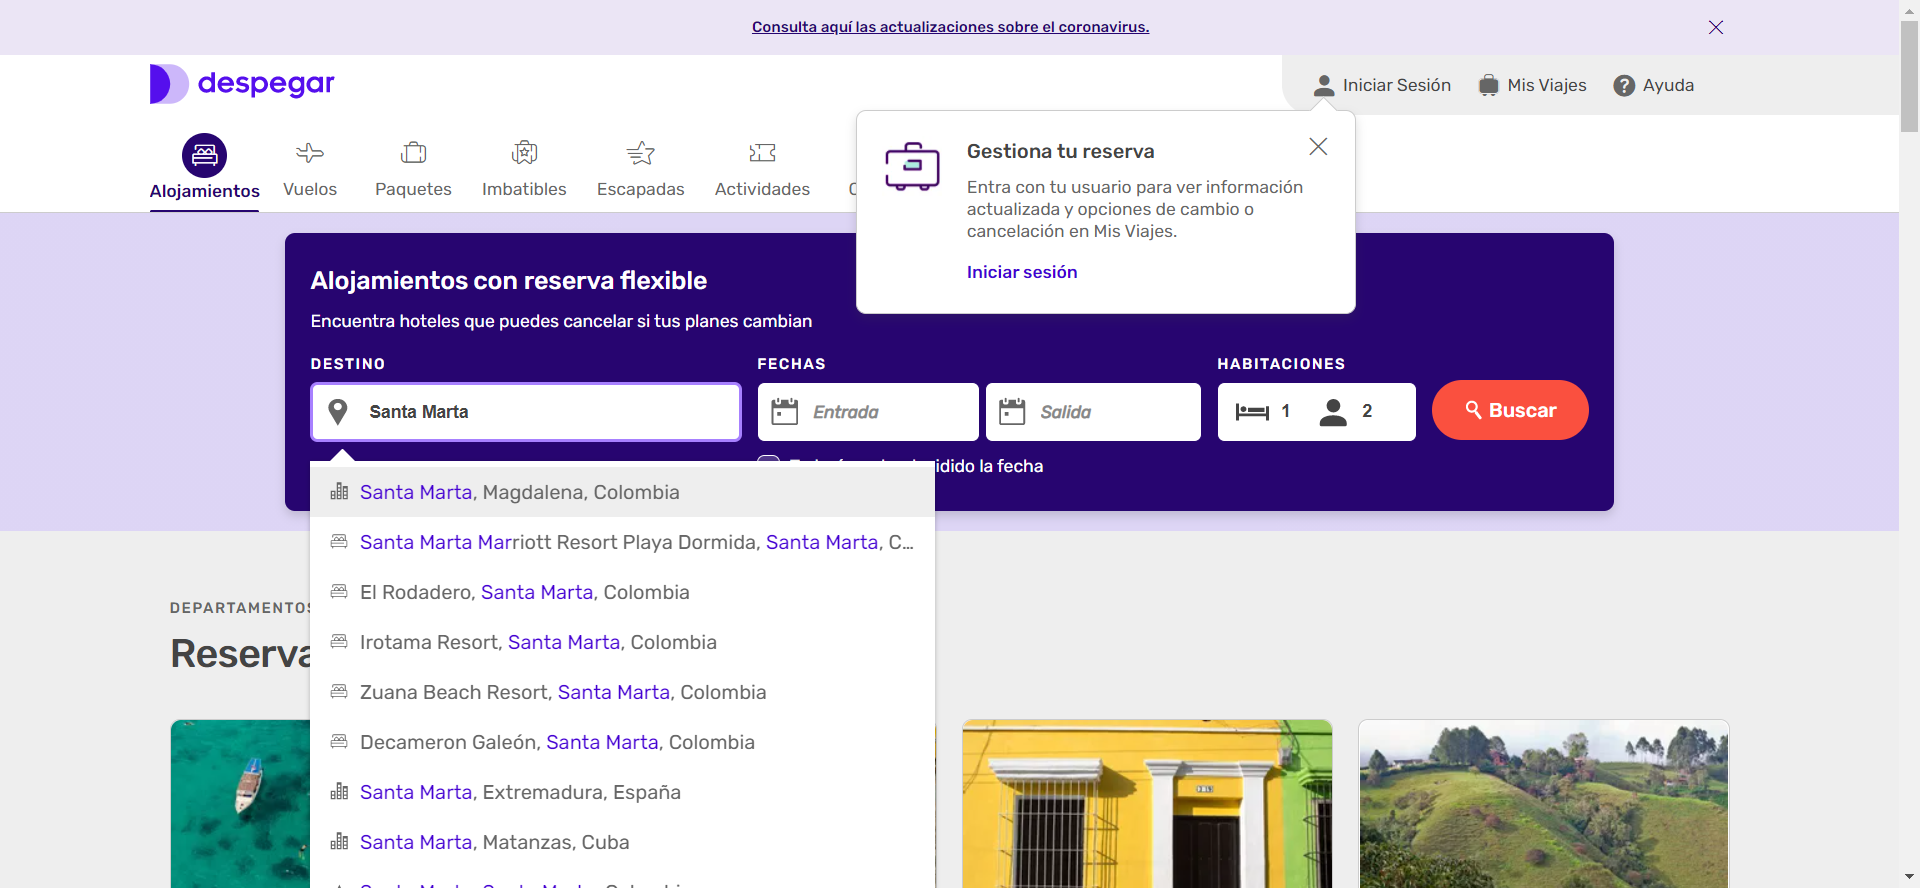 Consulta aquí las actualizaciones sobre el coronavirus.
despegar
Iniciar Sesión
Mis Viajes
Ayuda
Alojamientos
Vuelos
Paquetes
Imbatibles
Escapadas
Actividades
Gestiona tu reserva
Entra con tu usuario para ver información
actualizada y opciones de cambio o
cancelación en Mis Viajes.
Iniciar sesión
Alojamientos con reserva flexible
Encuentra hoteles que puedes cancelar si tus planes cambian
DESTINO
FECHAS
HABITACIONES
Santa Marta
Entrada
Salida
1
2
Buscar
la fecha
Santa Marta, Magdalena, Colombia
Santa Marta Marriott Resort Playa Dormida, Santa Marta, C...
El Rodadero, Santa Marta, Colombia
Irotama Resort, Santa Marta, Colombia
Zuana Beach Resort, Santa Marta, Colombia
Decameron Galeón, Santa Marta, Colombia
Santa Marta, Extremadura, España
Santa Marta, Matanzas, Cuba
DEPARTAMENTOS
Reserva